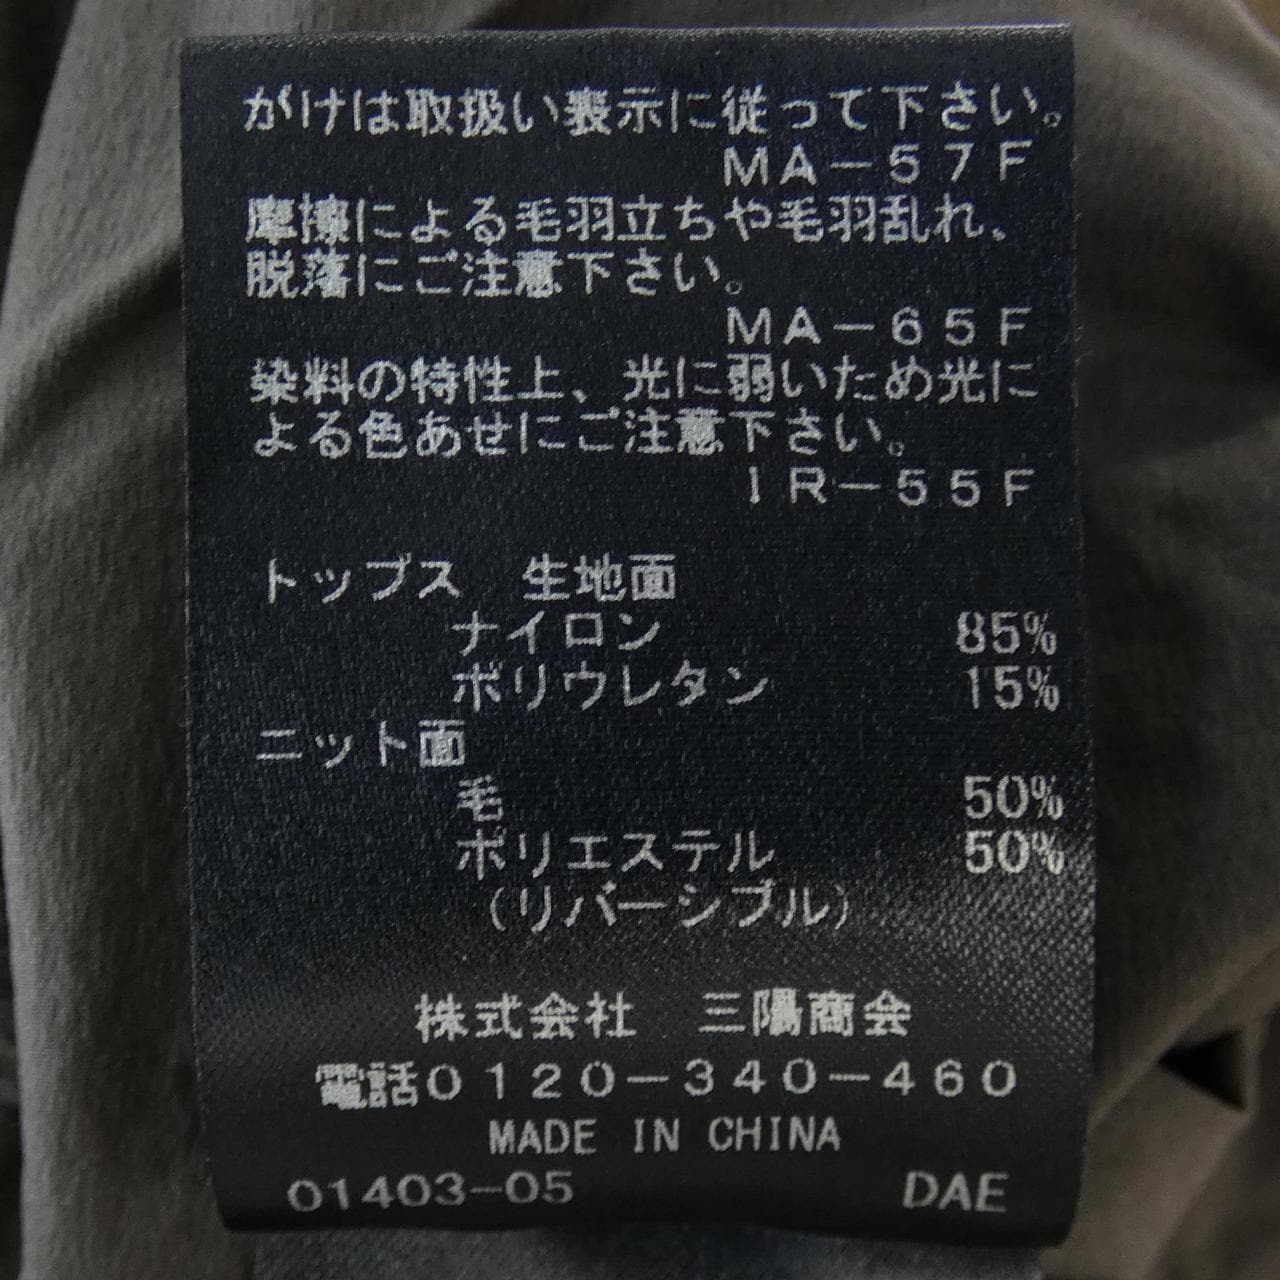 がけは取扱い表示に従って下さい。
MA-57F
摩擦による毛羽立ちや毛羽乱れ、
脱落にご注意下さい。
MA-65F
染料の特性上、光に弱いため光に
よる色あせにご注意下さい。
IR-55F
トップス 生地面
ナイロン 85%
ポリウレタン 15%
ニット面
毛 50%
ポリエステル 50%
(リバーシブル)
株式会社 三陽商会
電話0120-340-460
MADE IN CHINA
01403-05 DAE